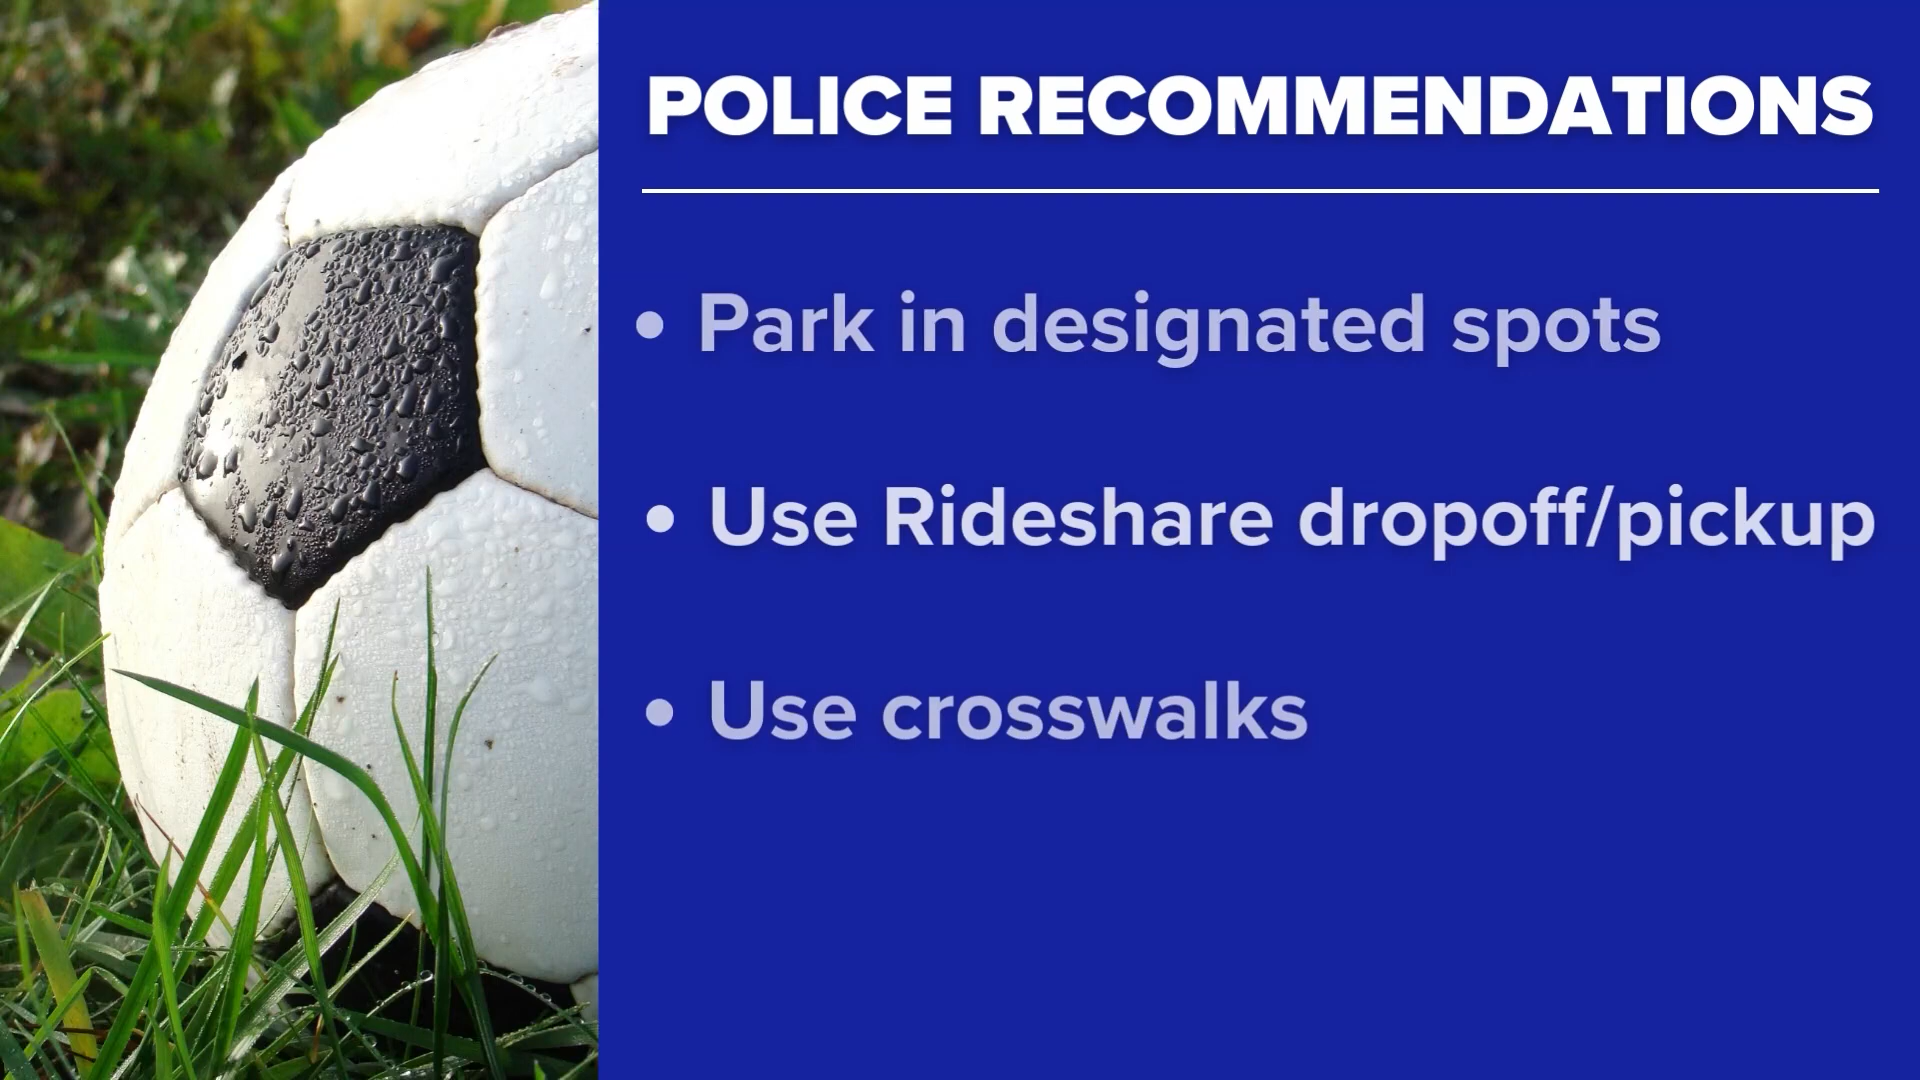 POLICE RECOMMENDATIONS
• Park in designated spots
• Use Rideshare dropoff/pickup
• Use crosswalks